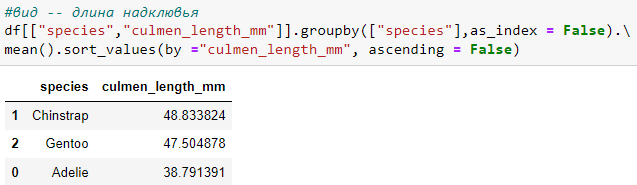 #вид -- длина надклювья
df[["species","culmen_length_mm"]].groupby(["species"],as_index = False).\
mean().sort_values(by ="culmen_length_mm", ascending = False)
species culmen_length_mm
1 Chinstrap 48.833824
2 Gentoo 47.504878
0 Adelie 38.791391